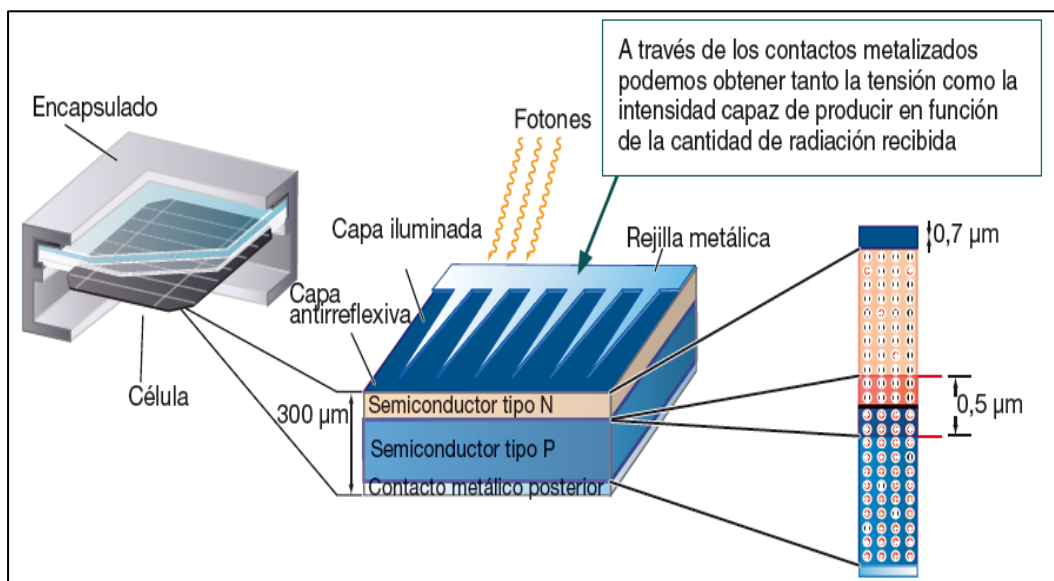 A través de los contactos metalizados
podemos obtener tanto la tensión como la
intensidad capaz de producir en función
de la cantidad de radiación recibida
Encapsulado
Fotones
Capa iluminada
Rejilla metálica
0,7 µm
Capa
antirreflexiva
Célula
300 µm
Semiconductor tipo N
0,5 µm
Semiconductor tipo P
Contacto metálico posterior